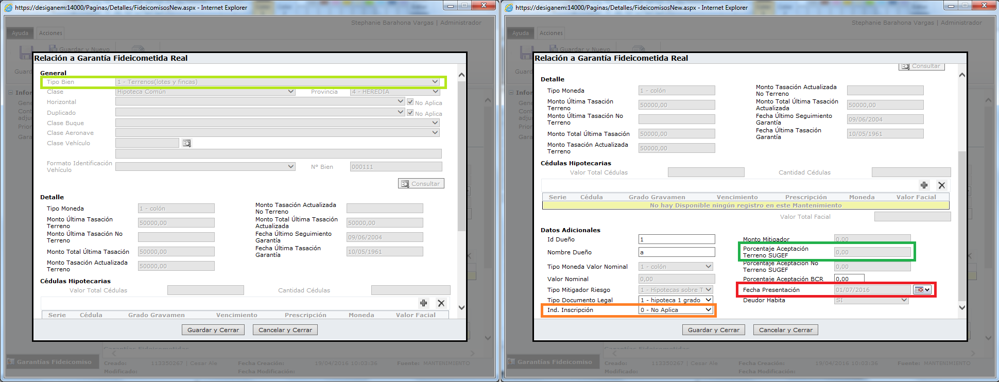 https://desiganem:14000/Paginas/Detalles/FideicomisosNew.aspx - Internet Explorer
Stephanie Barahona Vargas | Administrador
Ayuda Acciones
Guardar y Nuevo
Guard
Relación a Garantía Fideicometida Real
General
Tipo Bien 1 - Terrenos(lotes y fincas)
Clase Hipoteca Común Provincia 4 - HEREDIA
Horizontal No Aplica
Duplicado No Aplica
Clase Buque
Clase Aeronave
Clase Vehículo
Formato Identificación
Vehículo N° Bien 000111
Consultar
Detalle
Tipo Moneda 1 - colón Monto Tasación Actualizada
No Terreno
Monto Última Tasación
Terreno 50000,00 Monto Total Última Tasación
Actualizada 50000,00
Monto Última Tasación No
Terreno Fecha Último Seguimiento
Garantía 09/06/2004
Monto Total Última Tasación 50000,00 Fecha Última Tasación
Garantía 10/05/1961
Monto Tasación Actualizada
Terreno 50000,00
Cédulas Hipotecarias
Valor Total Cédulas Cantidad Cédulas
Serie Cédula Grado Gravamen Vencimiento Prescripción Moneda Valor Facial
Guardar y Cerrar Cancelar y Cerrar
Infor
Gene
Cont
adju
Prior
Gara
Garantías Fideicometidas
Garantías Fideicomiso
Creado: 113350267 | Cesar Ale Fecha Creación: 19/04/2016 10:03:36 Fuente: MANTENIMIENTO
Modificado: Fecha Modificación:
https://desiganem:14000/Paginas/Detalles/FideicomisosNew.aspx - Internet Explorer
Stephanie Barahona Vargas | Administrador
Ayuda Acciones
Guardar y Nuevo
Guard
Relación a Garantía Fideicometida Real
Consultar
Detalle
Tipo Moneda 1 - colón Monto Tasación Actualizada
No Terreno
Monto Última Tasación
Terreno 50000,00 Monto Total Última Tasación
Actualizada 50000,00
Monto Última Tasación No
Terreno Fecha Último Seguimiento
Garantía 09/06/2004
Monto Total Última Tasación 50000,00 Fecha Última Tasación
Garantía 10/05/1961
Monto Tasación Actualizada
Terreno 50000,00
Cédulas Hipotecarias
Valor Total Cédulas Cantidad Cédulas
Serie Cédula Grado Gravamen Vencimiento Prescripción Moneda Valor Facial
No hay Disponible ningún registro en este Mantenimiento
Valor Total Facial
Datos Adicionales
Id Dueño 1 Monto Mitigador 0,00
Nombre Dueño a Porcentaje Aceptación
Terreno SUGEF 0,00
Tipo Moneda Valor Nominal 1 - colón Porcentaje Aceptación No
Terreno SUGEF 0,00
Valor Nominal 0,00 Porcentaje Aceptación BCR 0,00
Tipo Mitigador Riesgo 1 - Hipotecas sobre T Fecha Presentación 01/07/2016
Tipo Documento Legal 1 - hipoteca 1 grado Deudor Habita SI
Ind. Inscripción 0 - No Aplica
Guardar y Cerrar Cancelar y Cerrar
Infor
Gene
Cont
adju
Prior
Gara
Garantías Fideicometidas
Garantías Fideicomiso
Creado: 113350267 | Cesar Ale Fecha Creación: 19/04/2016 10:03:36 Fuente: MANTENIMIENTO
Modificado: Fecha Modificación: